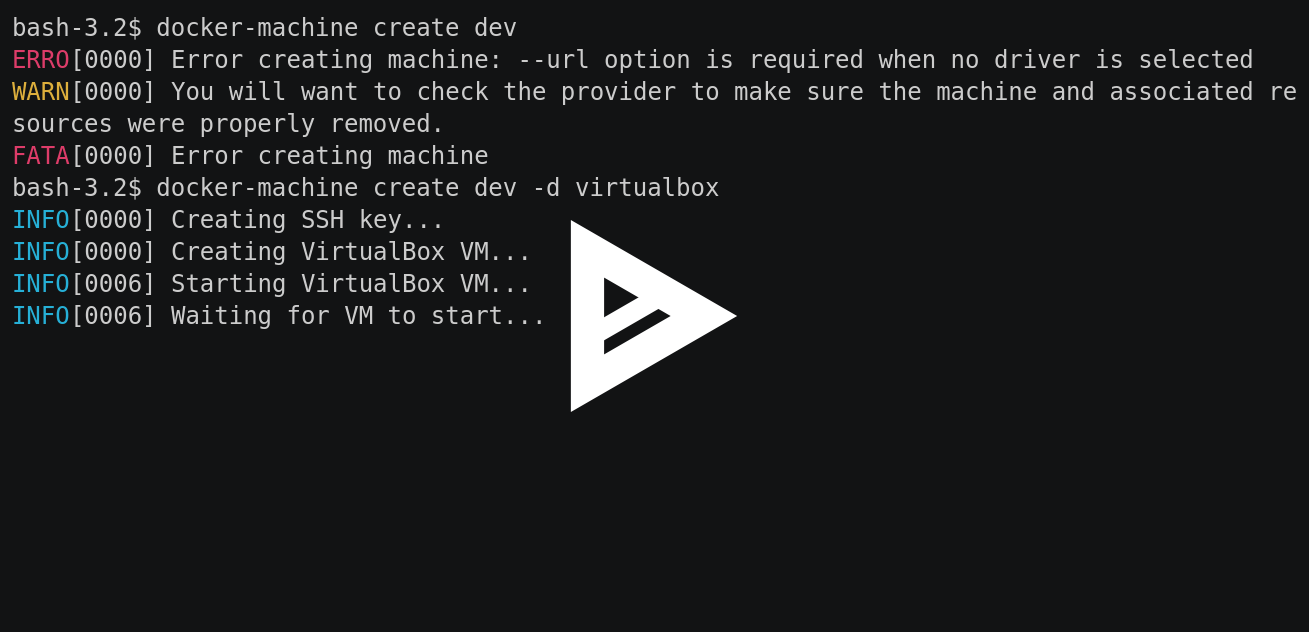 bash-3.2$ docker-machine create dev
ERRO[0000] Error creating machine: --url option is required when no driver is selected
WARN[0000] You will want to check the provider to make sure the machine and associated re
sources were properly removed.
FATA[0000] Error creating machine
bash-3.2$ docker-machine create dev -d virtualbox
INFO[0000] Creating SSH key...
INFO[0000] Creating VirtualBox VM...
INFO[0006] Starting VirtualBox VM...
INFO[0006] Waiting for VM to start...